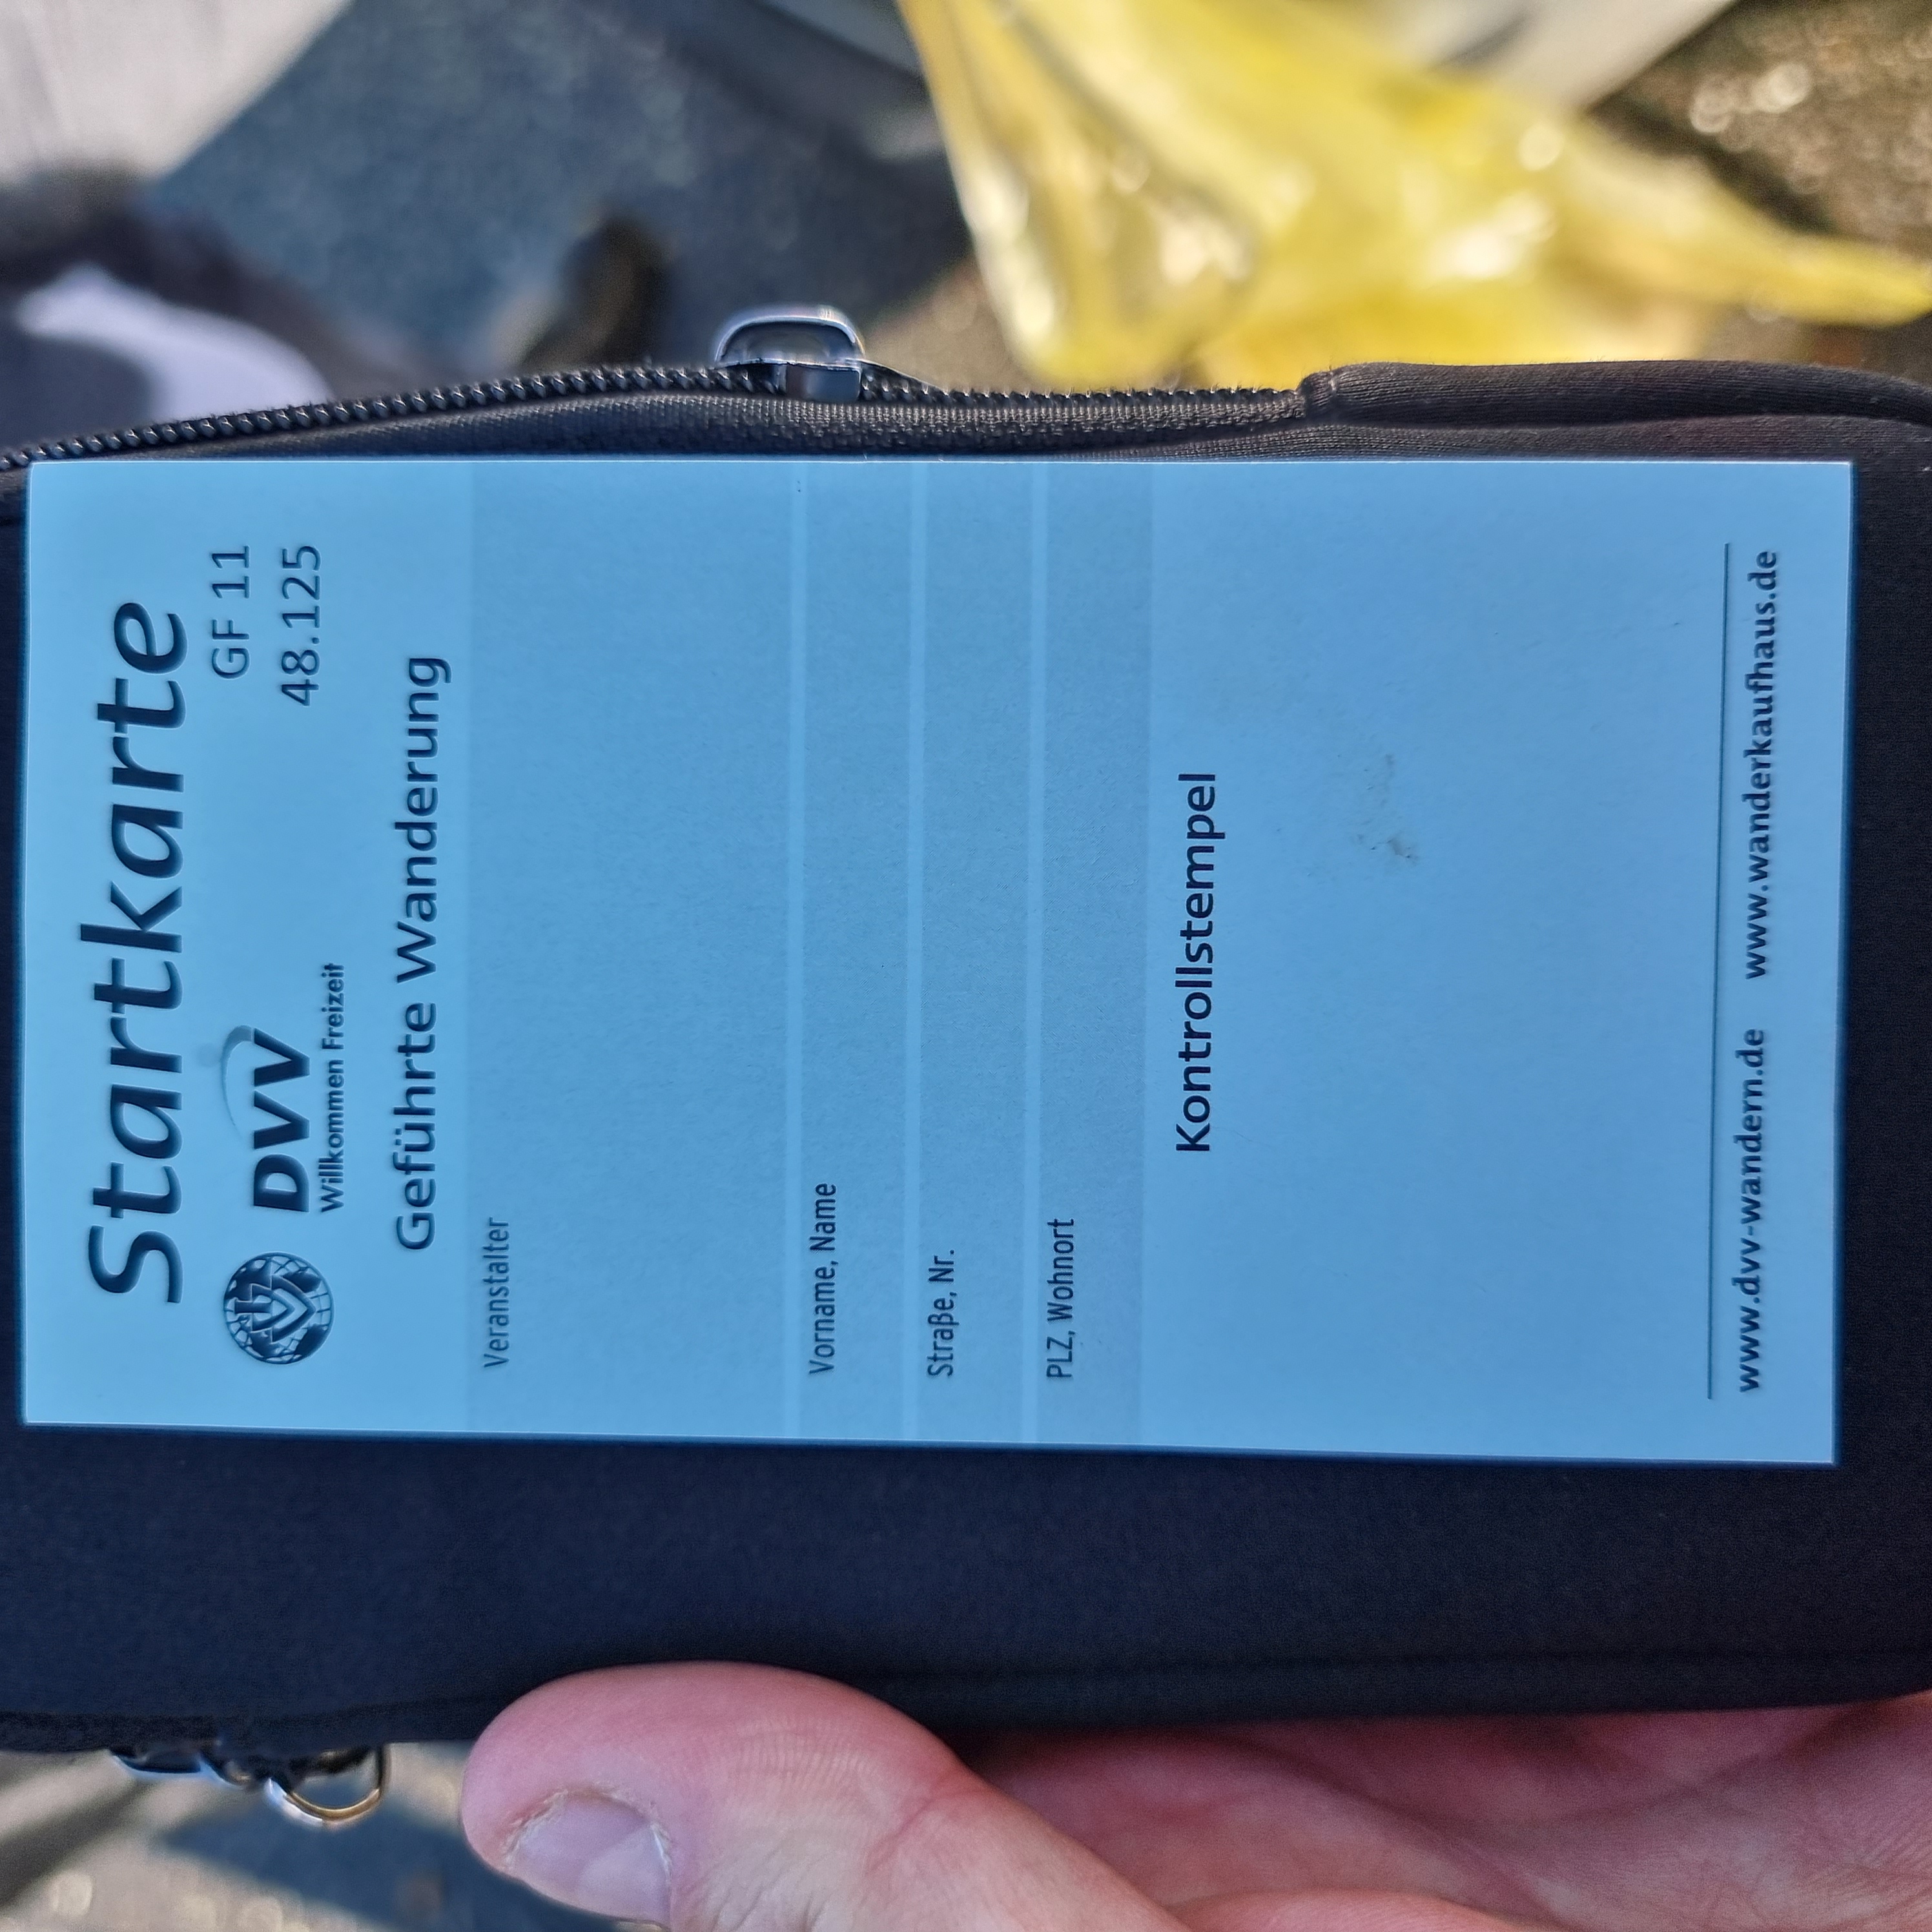 Startkarte
DVV
Willkommen Freizeit
GF 11
48.125
Geführte Wanderung
Veranstalter
Vorname, Name
Straße, Nr.
PLZ, Wohnort
Kontrollstempel
www.dvv-wandern.de www.wanderkaufhaus.de